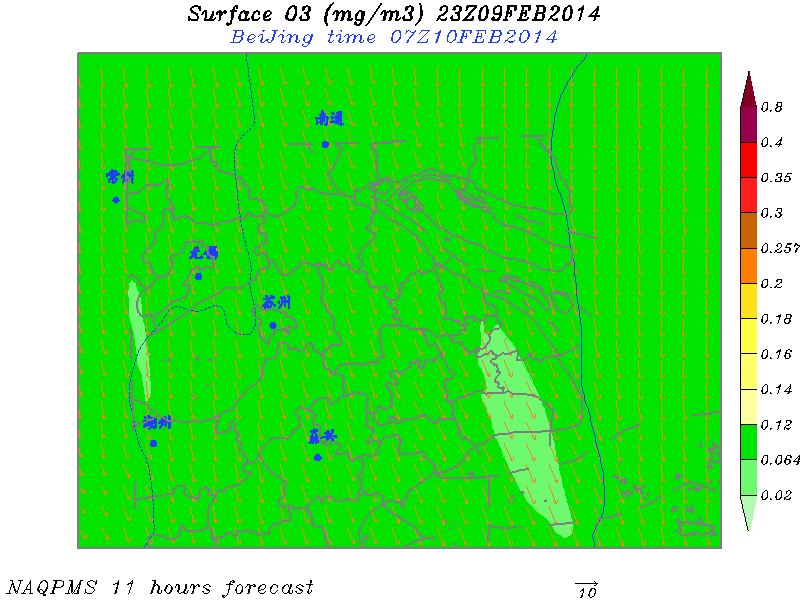 Surface O3 (mg/m3) 23Z09FEB2014
BeiJing time 07Z10FEB2014
南通
常州
无锡
苏州
湖州
嘉兴
0.8
0.4
0.35
0.3
0.257
0.2
0.18
0.16
0.14
0.12
0.064
0.02
NAQPMS 11 hours forecast
10